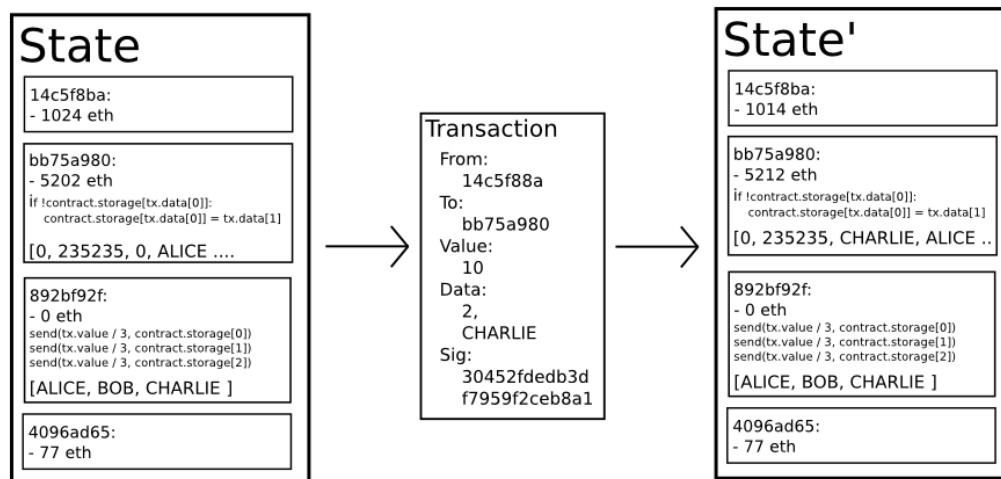 State
14c5f8ba:
- 1024 eth
bb75a980:
- 5202 eth
if !contract.storage[tx.data[0]]:
contract.storage[tx.data[0]] = tx.data[1]
[0, 235235, 0, ALICE ....
892bf92f:
- 0 eth
send(tx.value / 3, contract.storage[0])
send(tx.value / 3, contract.storage[1])
send(tx.value / 3, contract.storage[2])
[ALICE, BOB, CHARLIE ]
4096ad65:
- 77 eth
Transaction
From:
14c5f88a
To:
bb75a980
Value:
10
Data:
2,
CHARLIE
Sig:
30452fdedb3d
f7959f2ceb8a1
State'
14c5f8ba:
- 1014 eth
bb75a980:
- 5212 eth
if !contract.storage[tx.data[0]]:
contract.storage[tx.data[0]] = tx.data[1]
[0, 235235, CHARLIE, ALICE ..
892bf92f:
- 0 eth
send(tx.value / 3, contract.storage[0])
send(tx.value / 3, contract.storage[1])
send(tx.value / 3, contract.storage[2])
[ALICE, BOB, CHARLIE ]
4096ad65:
- 77 eth